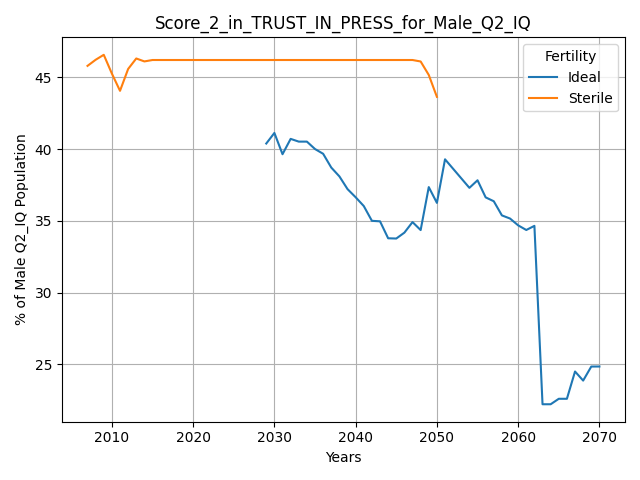 Score_2_in_TRUST_IN_PRESS_for_Male_Q2_IQ
% of Male Q2_IQ Population
45
40
35
30
25
Fertility
Ideal
Sterile
2010 2020 2030 2040 2050 2060 2070
Years